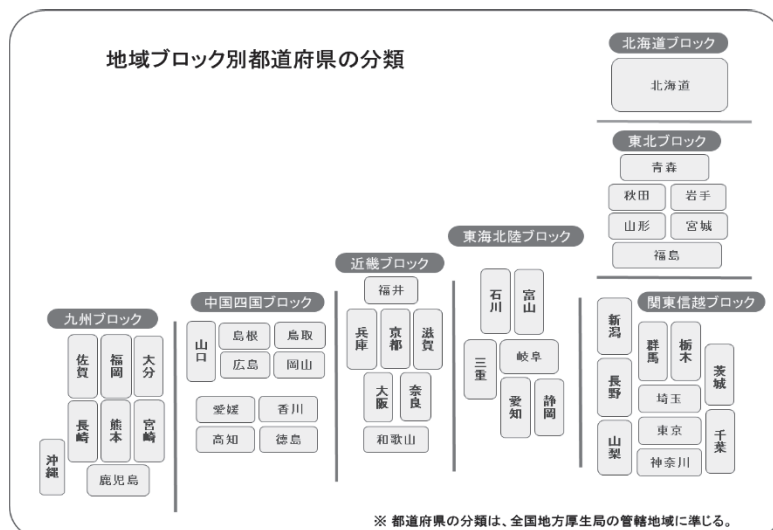 地域ブロック別都道府県の分類
北海道ブロック
北海道
東北ブロック
青森
秋田
岩手
山形
宮城
福島
関東信越ブロック
新潟
群馬
栃木
茨城
長野
埼玉
東京
千葉
山梨
神奈川
東海北陸ブロック
石川
富山
三重
岐阜
愛知
静岡
近畿ブロック
福井
兵庫
京都
滋賀
大阪
奈良
和歌山
中国四国ブロック
山口
島根
鳥取
広島
岡山
愛媛
香川
高知
徳島
九州ブロック
佐賀
福岡
大分
長崎
熊本
宮崎
沖縄
鹿児島
※ 都道府県の分類は、全国地方厚生局の管轄地域に準じる。